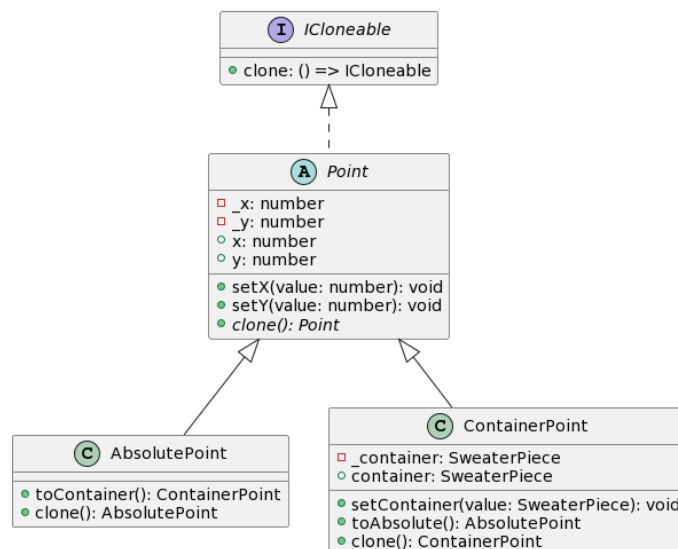 I ICloneable
clone: () => ICloneable
A Point
_x: number
_y: number
x: number
y: number
setX(value: number): void
setY(value: number): void
clone(): Point
C AbsolutePoint
toContainer(): ContainerPoint
clone(): AbsolutePoint
C ContainerPoint
_container: SweaterPiece
container: SweaterPiece
setContainer(value: SweaterPiece): void
toAbsolute(): AbsolutePoint
clone(): ContainerPoint